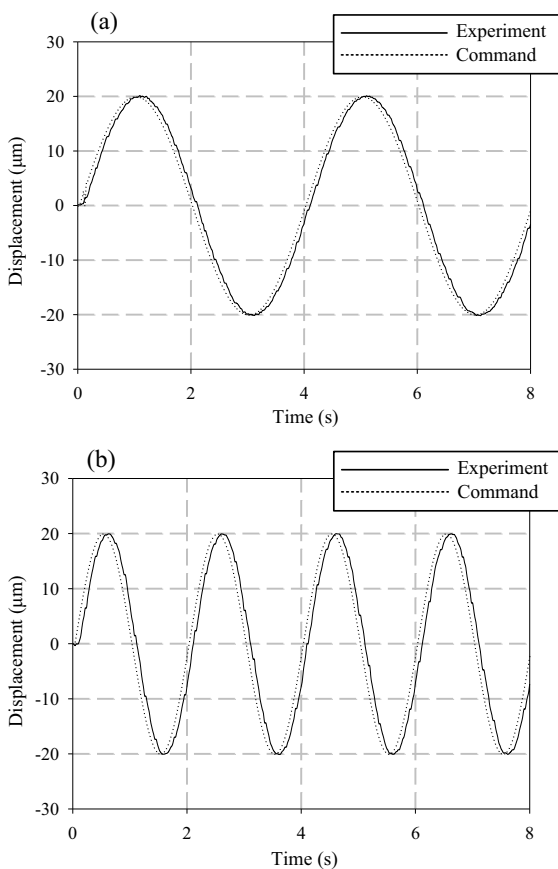 (a)
Experiment
Command
30
20
10
0
-10
-20
-30
Displacement (μm)
0 2 4 6 8
Time (s)
(b)
Experiment
Command
30
20
10
0
-10
-20
-30
Displacement (μm)
0 2 4 6 8
Time (s)